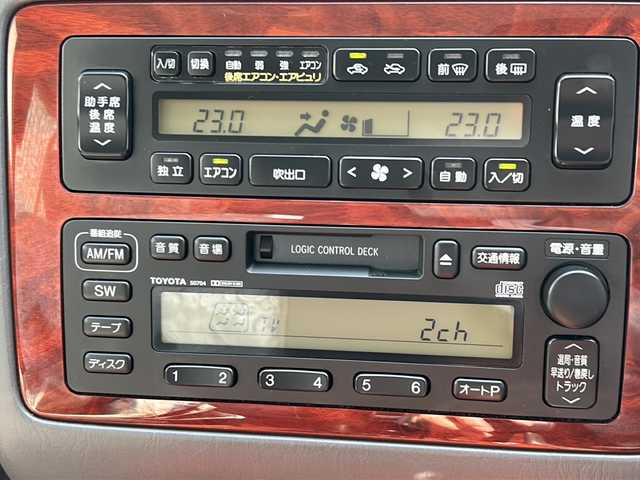 入/切 切換 自動 弱 強 エアコン
後席エアコン・エアピュリ
前 後
助手席
後席
温度
23.0 23.0
温度
独立 エアコン 吹出口 < > 自動 入/切
番組追従
AM/FM
音質 音場
LOGIC CONTROL DECK
交通情報
電源・音量
SW
TOYOTA 50704
disc
テープ
TV 2ch
ディスク
1 2 3 4 5 6 オートP
選局・音質
早送り/巻戻し
トラック